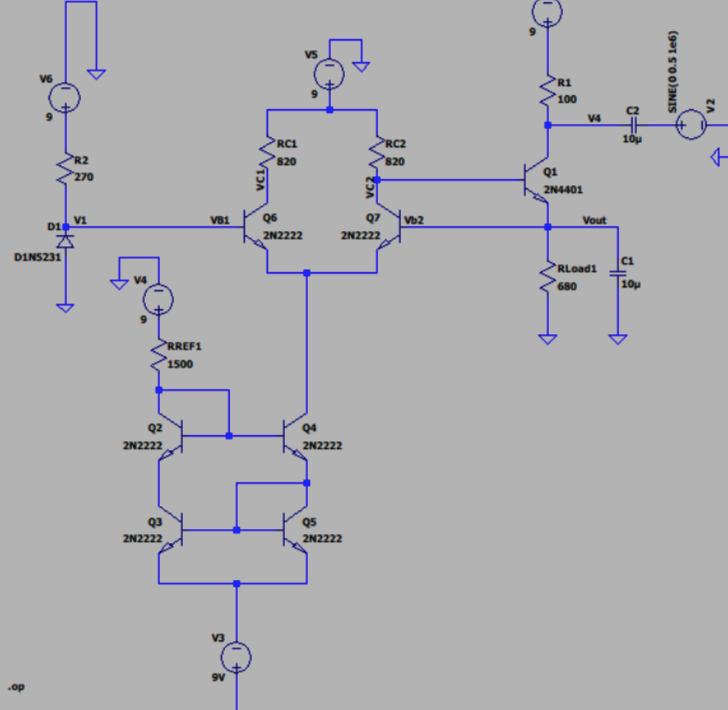 V6
9
R2
270
D1
V1
D1N5231
VB1
V5
9
RC1
820
RC2
820
VC1
VC2
Q6
2N2222
Q7
2N2222
Vb2
9
R1
100
V4
C2
10µ
SINE(0 0.5 1e6)
V2
Q1
2N4401
Vout
RLoad1
680
C1
10µ
V4
9
RREF1
1500
Q2
2N2222
Q4
2N2222
Q3
2N2222
Q5
2N2222
V3
9V
.op